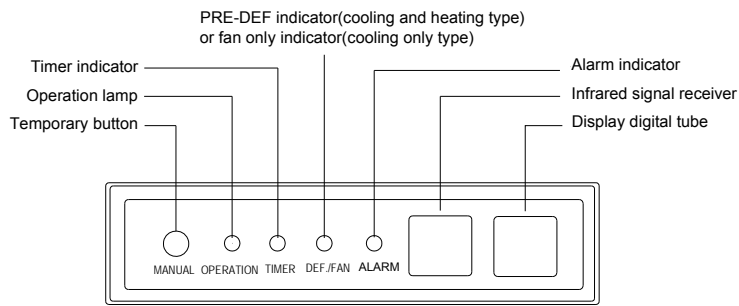 PRE-DEF indicator(cooling and heating type)
or fan only indicator(cooling only type)
Timer indicator
Alarm indicator
Operation lamp
Infrared signal receiver
Temporary button
Display digital tube
MANUAL OPERATION TIMER DEF./FAN ALARM